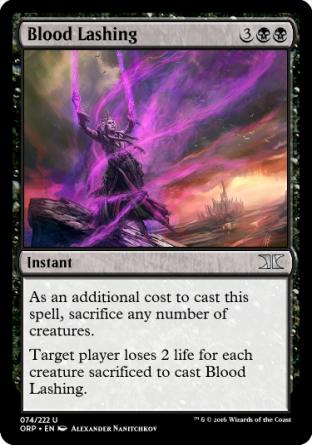 Blood Lashing 3
Instant
As an additional cost to cast this
spell, sacrifice any number of
creatures.
Target player loses 2 life for each
creature sacrificed to cast Blood
Lashing.
074/222 U
ORP • EN Alexander Nanitchkov
™ & © 2016 Wizards of the Coast